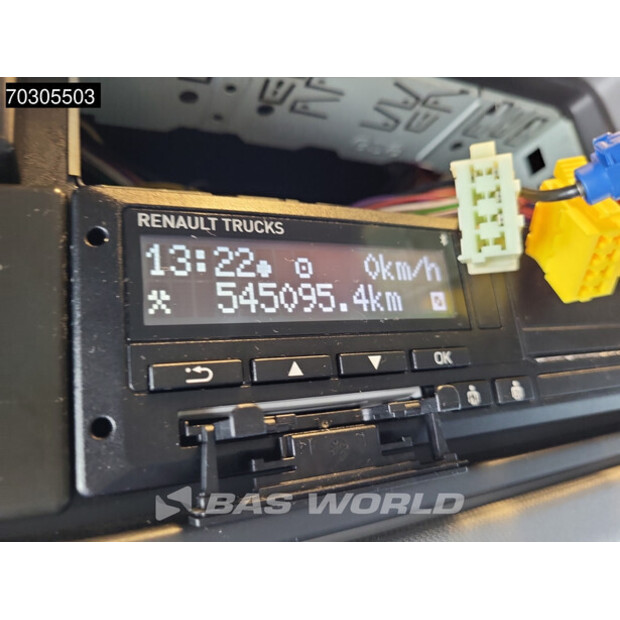 70305503
RENAULT TRUCKS
13:22 0km/h
545095.4km
OK
BAS WORLD